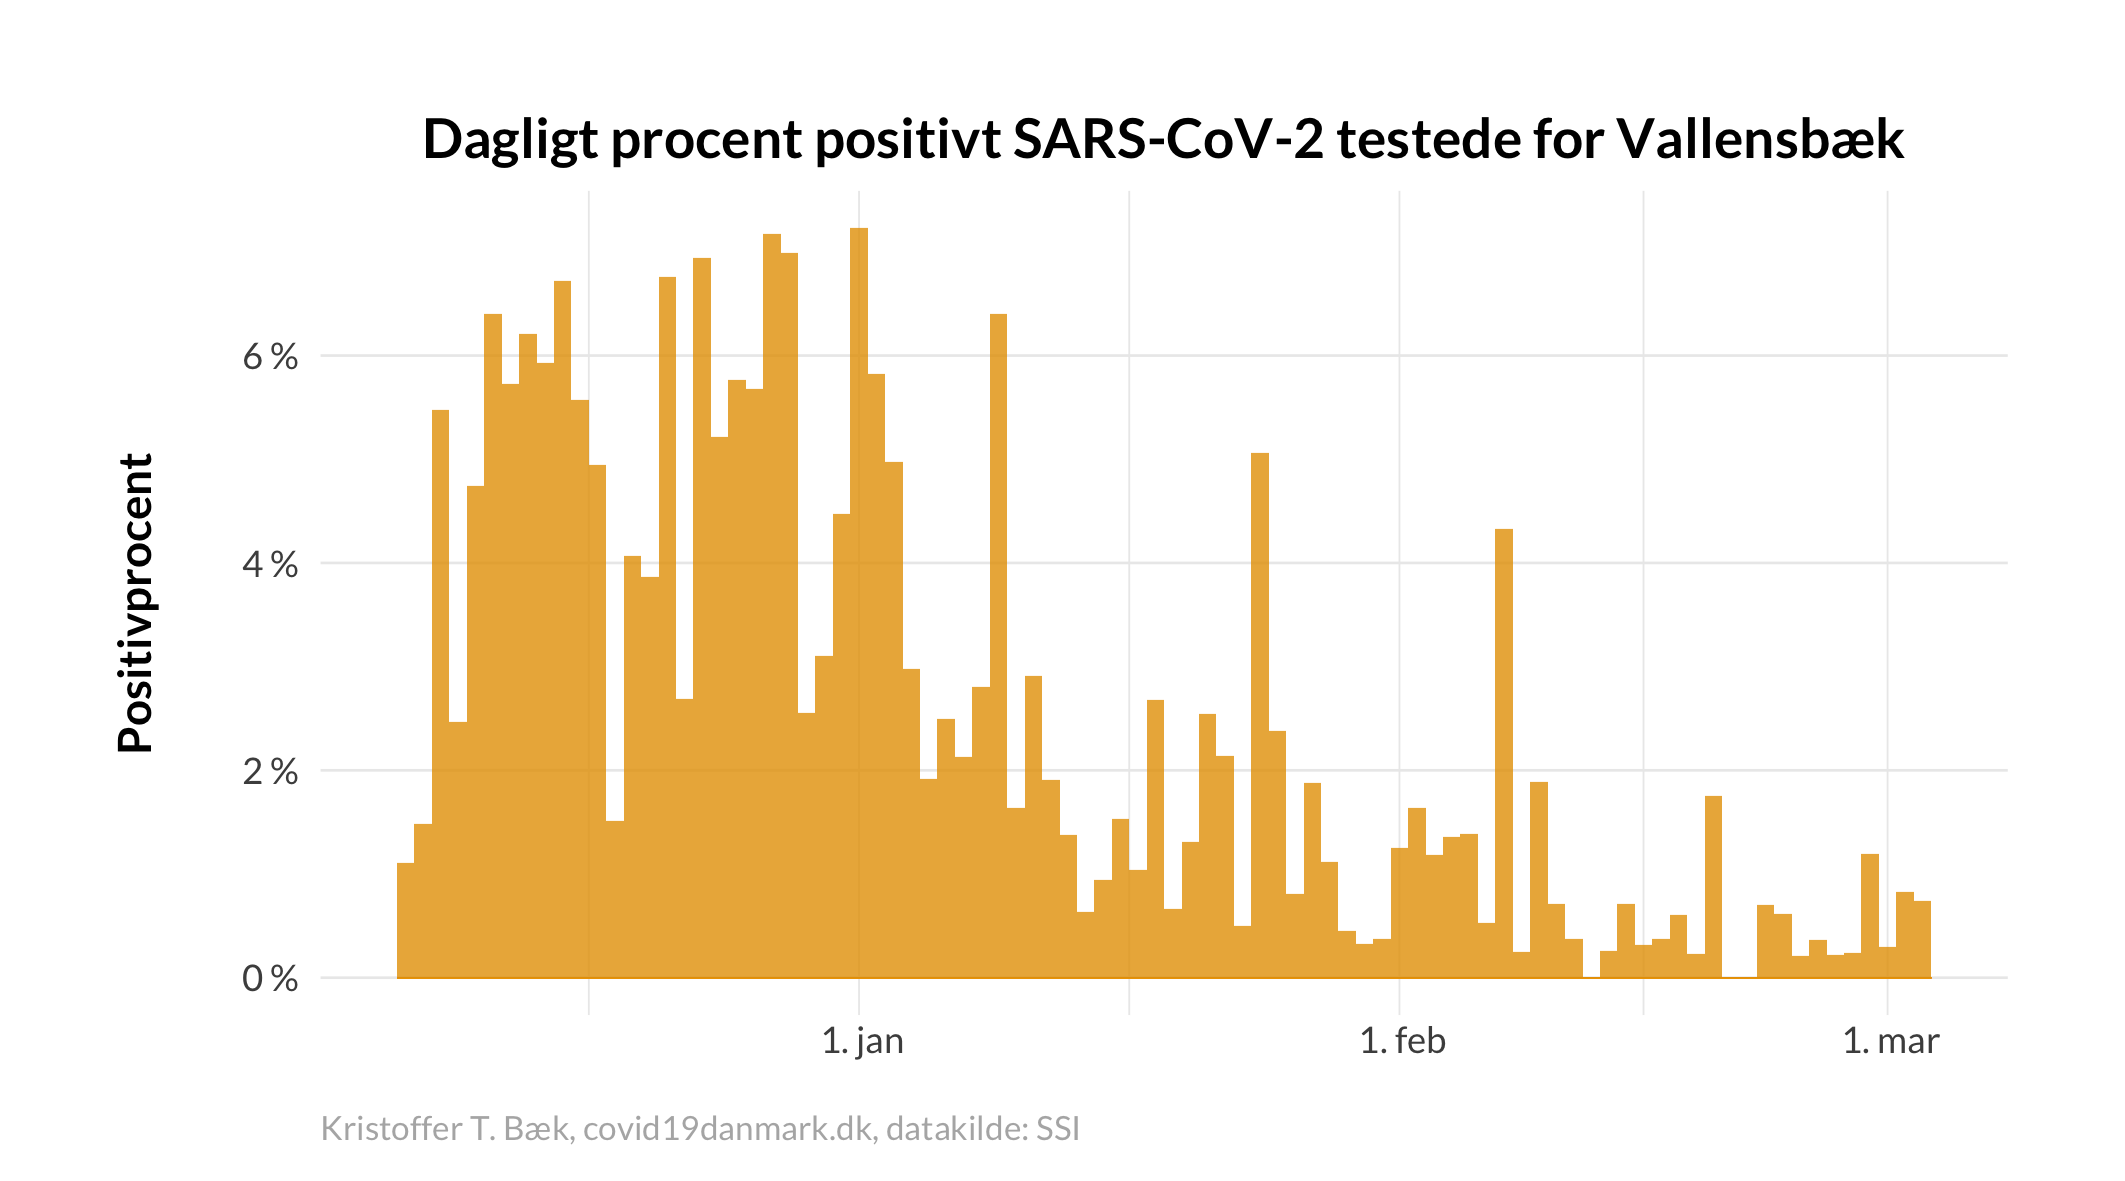 Dagligt procent positivt SARS-CoV-2 testede for Vallensbæk
Positivprocent
6 %
4 %
2 %
0 %
1. jan
1. feb
1. mar
Kristoffer T. Bæk, covid19danmark.dk, datakilde: SSI